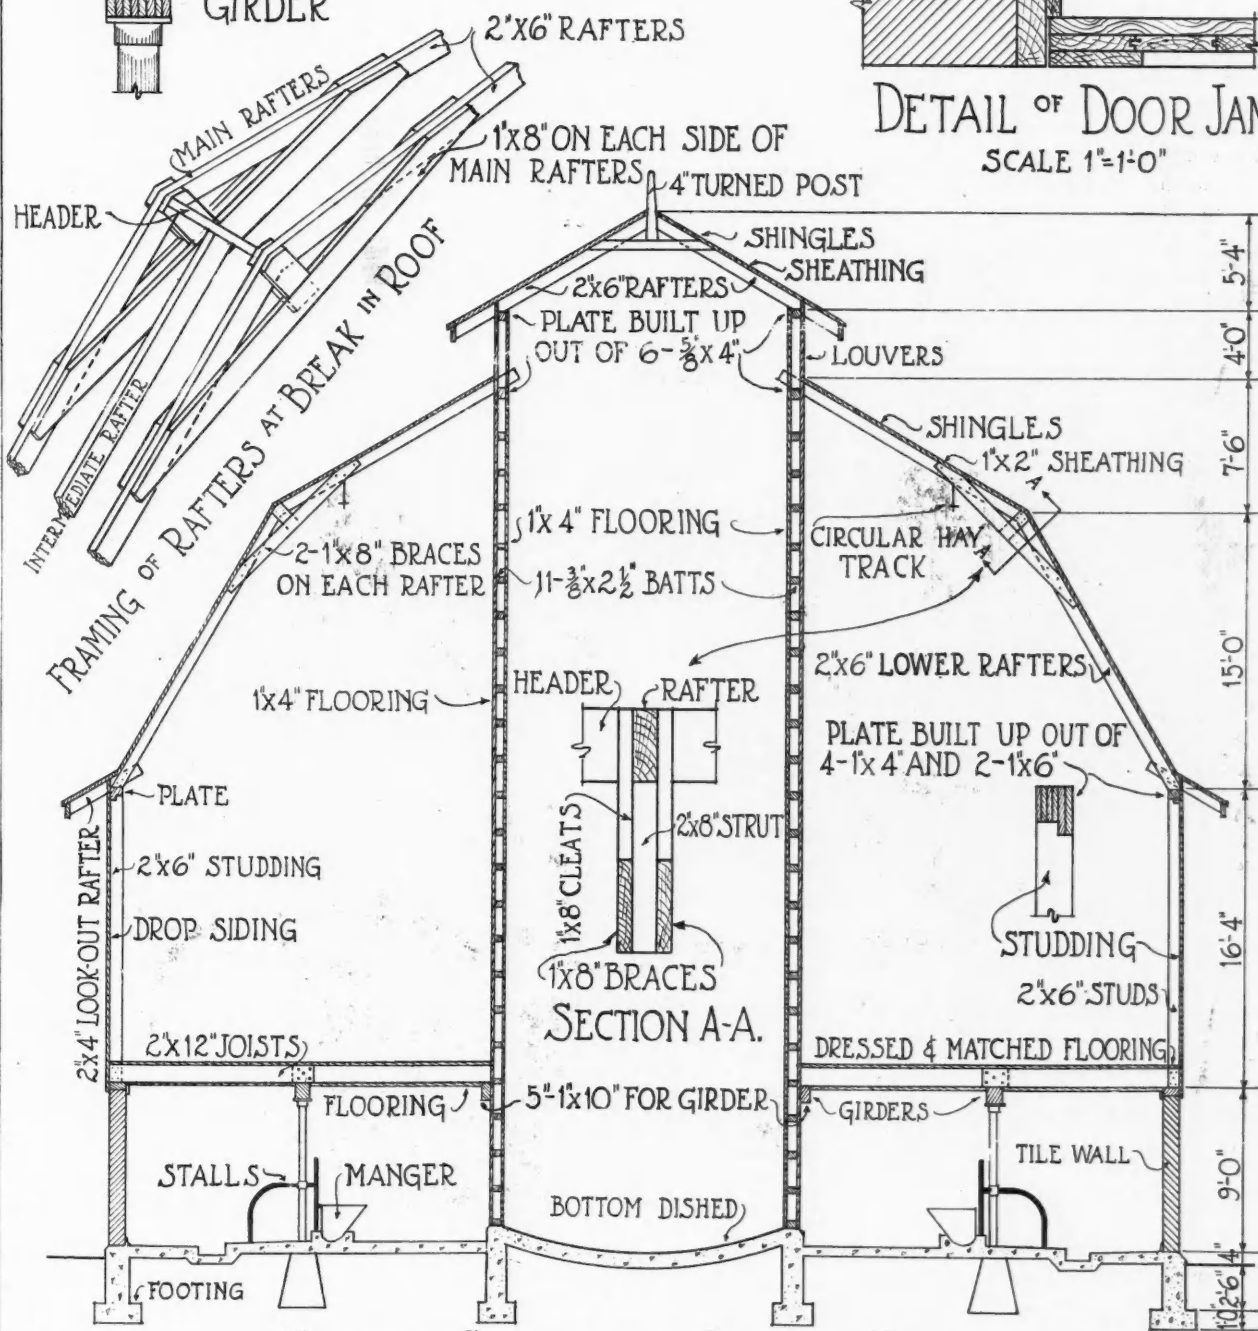 GIRDER
2"X6" RAFTERS
MAIN RAFTERS
1"X8" ON EACH SIDE OF
MAIN RAFTERS
HEADER
INTERMEDIATE RAFTER
FRAMING OF RAFTERS AT BREAK IN ROOF
DETAIL OF DOOR JAM
SCALE 1"=1'-0"
4" TURNED POST
SHINGLES
SHEATHING
2"X6" RAFTERS
PLATE BUILT UP
OUT OF 6-5/8"X4"
LOUVERS
SHINGLES
1"X2" SHEATHING
A
A
CIRCULAR HAY
TRACK
1"X4" FLOORING
2-1"X8" BRACES
ON EACH RAFTER
11-3/8"X2 1/2" BATTS
2"X6" LOWER RAFTERS
1"X4" FLOORING
HEADER
RAFTER
PLATE BUILT UP OUT OF
4-1"X4" AND 2-1"X6"
PLATE
1"X8" CLEATS
2"X8" STRUT
2"X6" STUDDING
DROP SIDING
2"X4" LOOK-OUT RAFTER
1"X8" BRACES
SECTION A-A.
STUDDING
2"X6" STUDS
2"X12" JOISTS
DRESSED & MATCHED FLOORING
FLOORING
5"-1"X10" FOR GIRDER
GIRDERS
STALLS
MANGER
TILE WALL
BOTTOM DISHED
FOOTING
5'-4"
4'-0"
7'-6"
15'-0"
16'-4"
9'-0"
4"
2'-6"